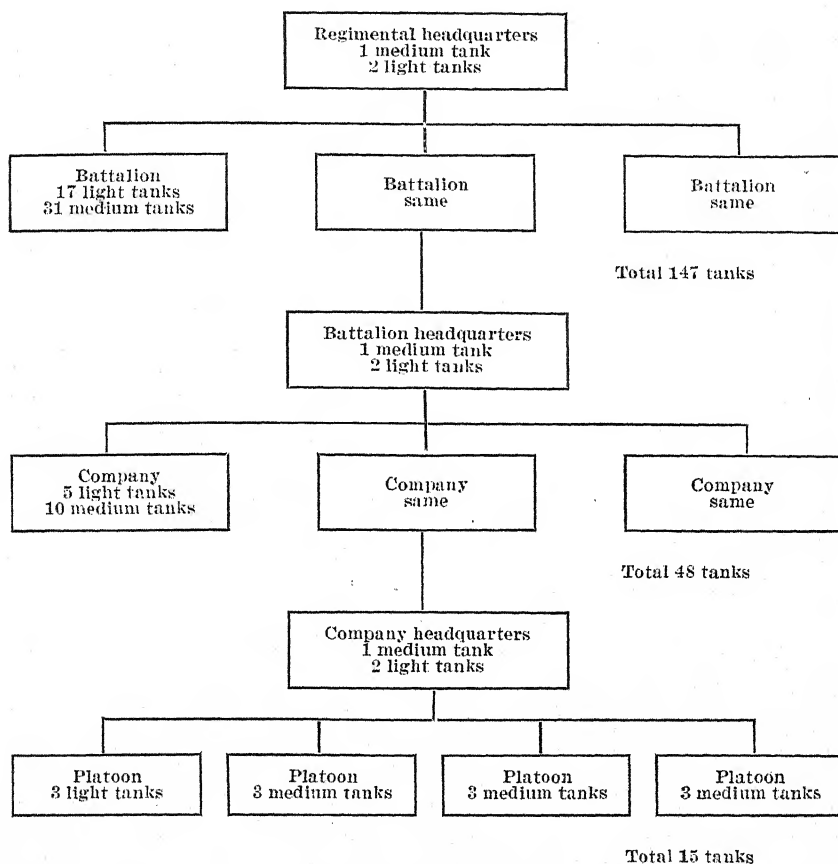 Regimental headquarters
1 medium tank
2 light tanks
Battalion
17 light tanks
31 medium tanks
Battalion
same
Battalion
same
Total 147 tanks
Battalion headquarters
1 medium tank
2 light tanks
Company
5 light tanks
10 medium tanks
Company
same
Company
same
Total 48 tanks
Company headquarters
1 medium tank
2 light tanks
Platoon
3 light tanks
Platoon
3 medium tanks
Platoon
3 medium tanks
Platoon
3 medium tanks
Total 15 tanks